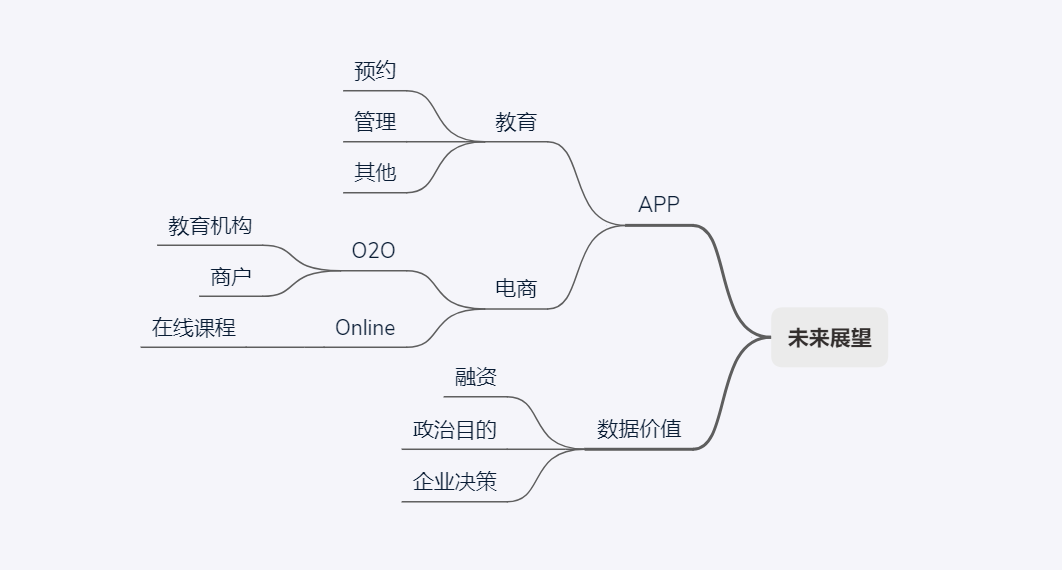 预约
管理
教育
其他
APP
教育机构
O2O
商户
电商
在线课程
Online
未来展望
融资
政治目的
数据价值
企业决策